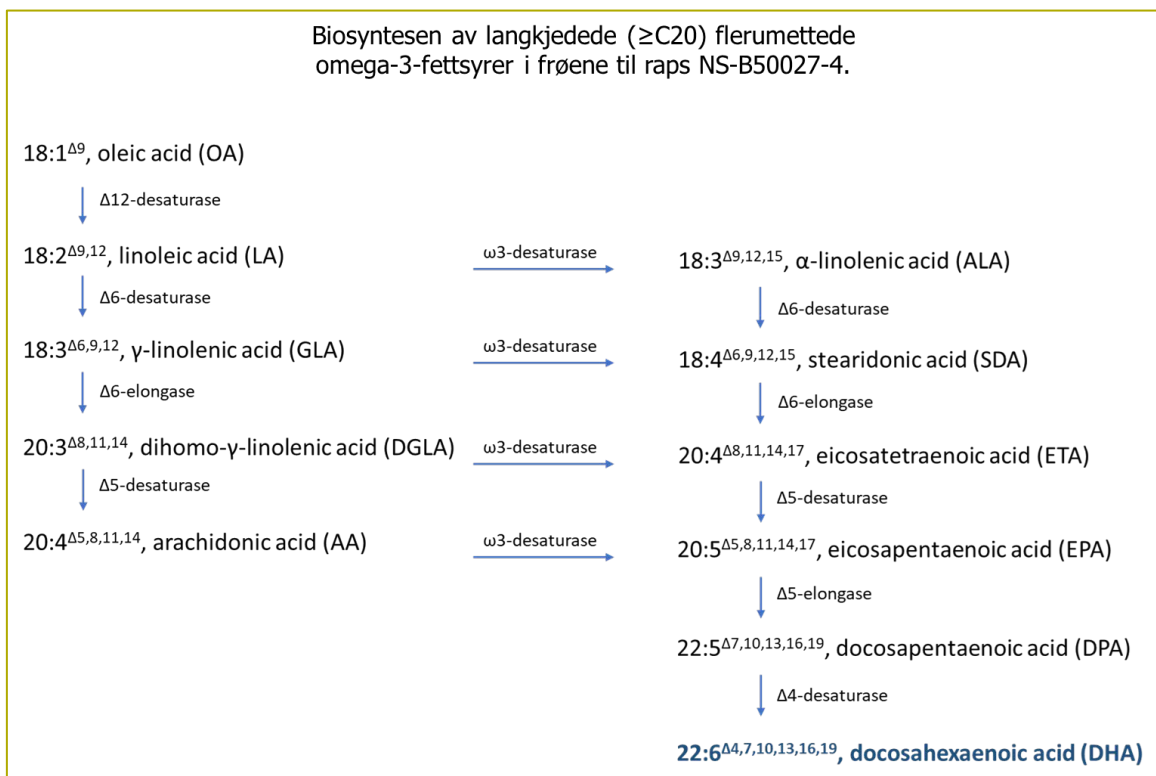 Biosyntesen av langkjedede (≥C20) flerumettede
omega-3-fettsyrer i frøene til raps NS-B50027-4.
18:1Δ9, oleic acid (OA)
Δ12-desaturase
18:2Δ9,12, linoleic acid (LA)
ω3-desaturase
18:3Δ9,12,15, α-linolenic acid (ALA)
Δ6-desaturase
Δ6-desaturase
18:3Δ6,9,12, γ-linolenic acid (GLA)
ω3-desaturase
18:4Δ6,9,12,15, stearidonic acid (SDA)
Δ6-elongase
Δ6-elongase
20:3Δ8,11,14, dihomo-γ-linolenic acid (DGLA)
ω3-desaturase
20:4Δ8,11,14,17, eicosatetraenoic acid (ETA)
Δ5-desaturase
Δ5-desaturase
20:4Δ5,8,11,14, arachidonic acid (AA)
ω3-desaturase
20:5Δ5,8,11,14,17, eicosapentaenoic acid (EPA)
Δ5-elongase
22:5Δ7,10,13,16,19, docosapentaenoic acid (DPA)
Δ4-desaturase
22:6Δ4,7,10,13,16,19, docosahexaenoic acid (DHA)